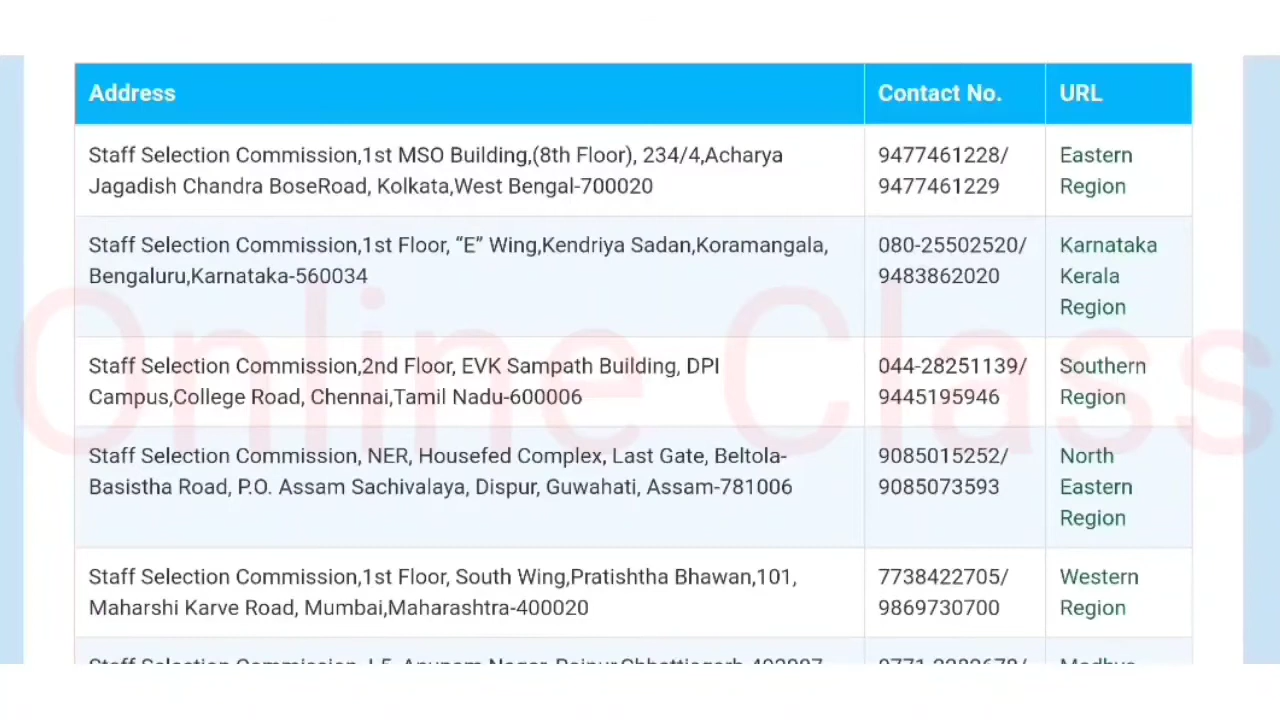 Address Contact No. URL
Staff Selection Commission,1st MSO Building,(8th Floor), 234/4,Acharya
Jagadish Chandra BoseRoad, Kolkata,West Bengal-700020
9477461228/
9477461229
Eastern
Region
Staff Selection Commission,1st Floor, “E” Wing,Kendriya Sadan,Koramangala,
Bengaluru,Karnataka-560034
080-25502520/
9483862020
Karnataka
Kerala
Region
Staff Selection Commission,2nd Floor, EVK Sampath Building, DPI
Campus,College Road, Chennai,Tamil Nadu-600006
044-28251139/
9445195946
Southern
Region
Staff Selection Commission, NER, Housefed Complex, Last Gate, Beltola-
Basistha Road, P.O. Assam Sachivalaya, Dispur, Guwahati, Assam-781006
9085015252/
9085073593
North
Eastern
Region
Staff Selection Commission,1st Floor, South Wing,Pratishtha Bhawan,101,
Maharshi Karve Road, Mumbai,Maharashtra-400020
7738422705/
9869730700
Western
Region
Staff Selection Commission
Online Class